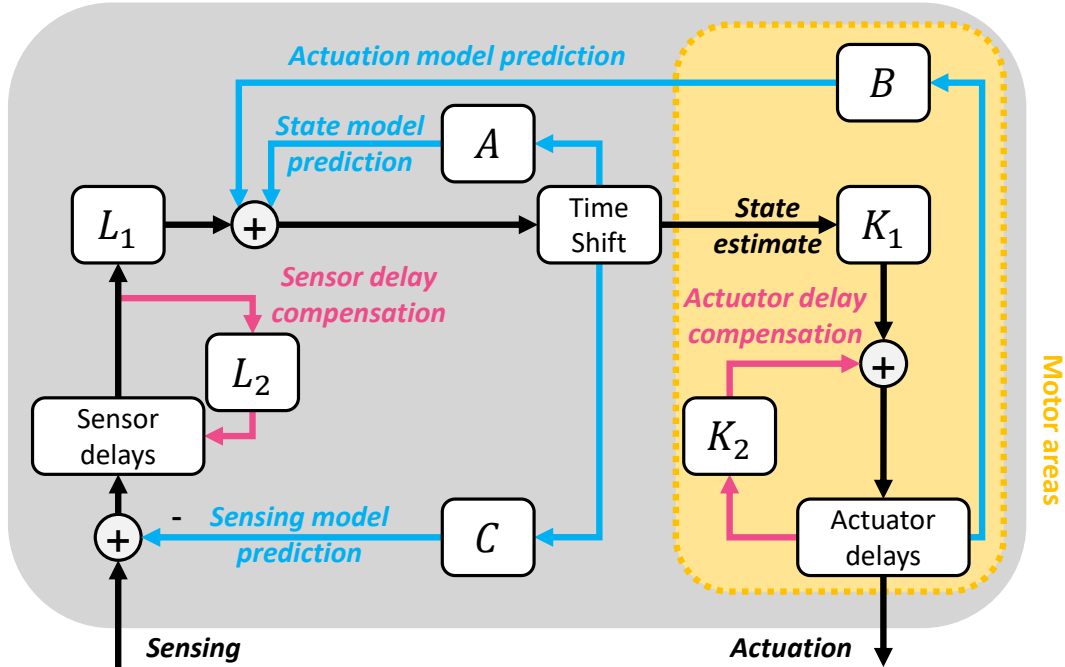 Actuation model prediction
B
State model
prediction
A
L₁
+
Time
Shift
State
estimate
K₁
Sensor delay
compensation
Actuator delay
compensation
L₂
+
Sensor
delays
K₂
Motor areas
+
-
Sensing model
prediction
C
Actuator
delays
Sensing
Actuation